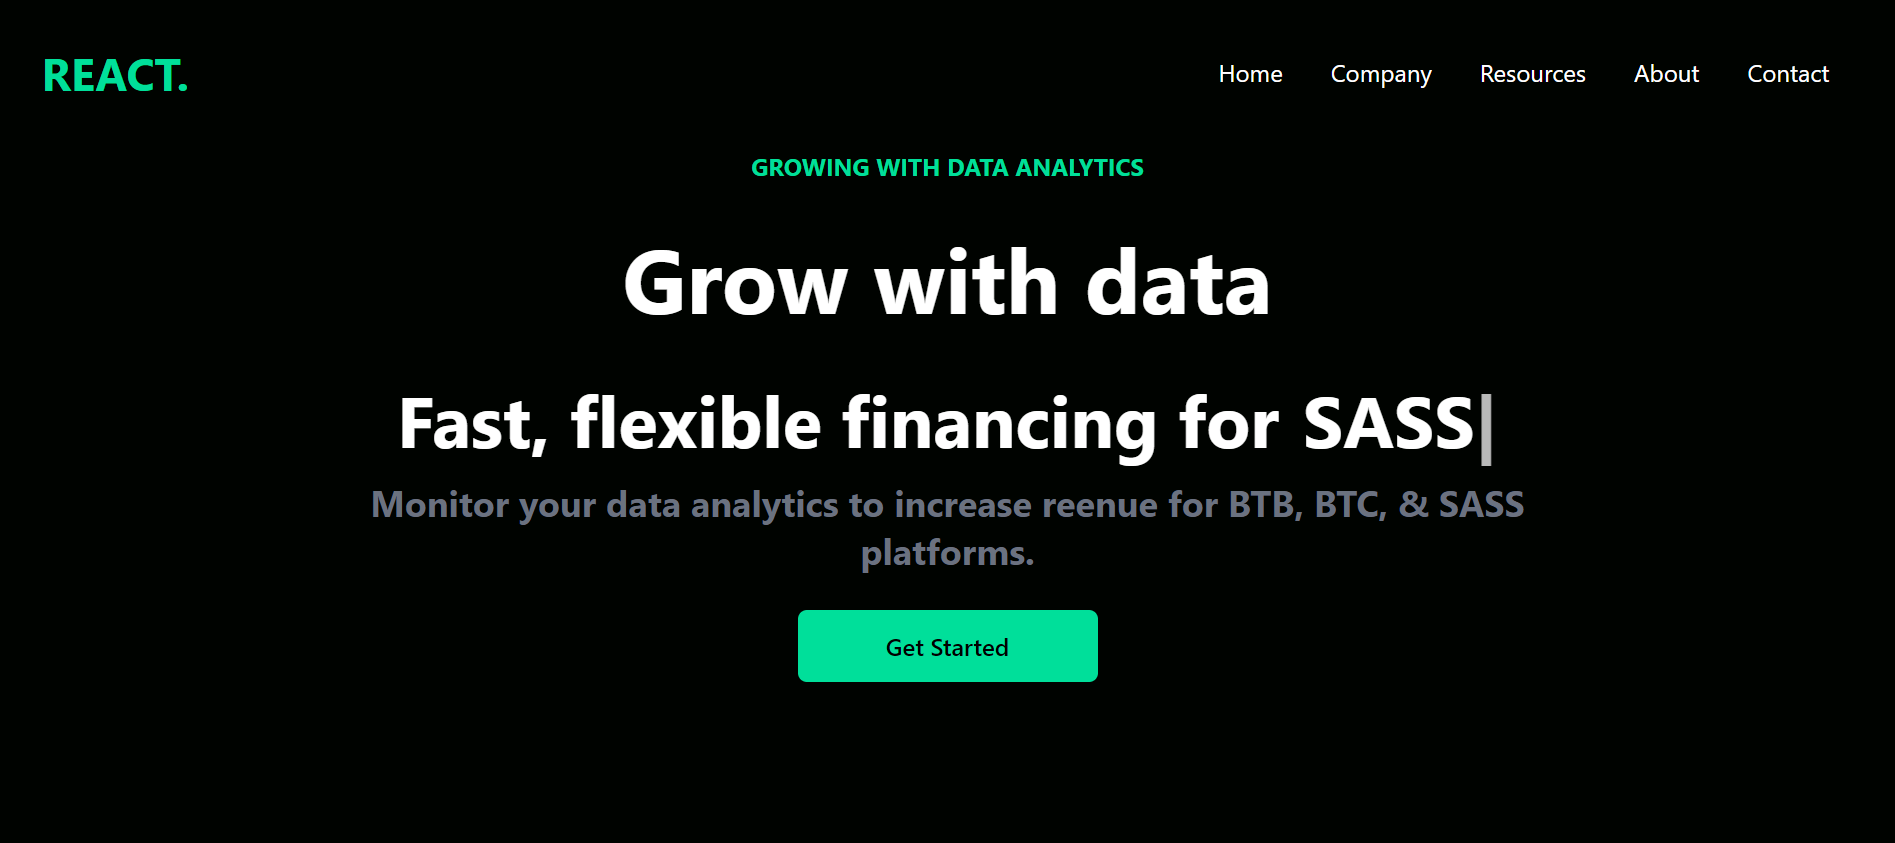 REACT.
Home Company Resources About Contact
GROWING WITH DATA ANALYTICS
Grow with data
Fast, flexible financing for SASS|
Monitor your data analytics to increase reenue for BTB, BTC, & SASS
platforms.
Get Started